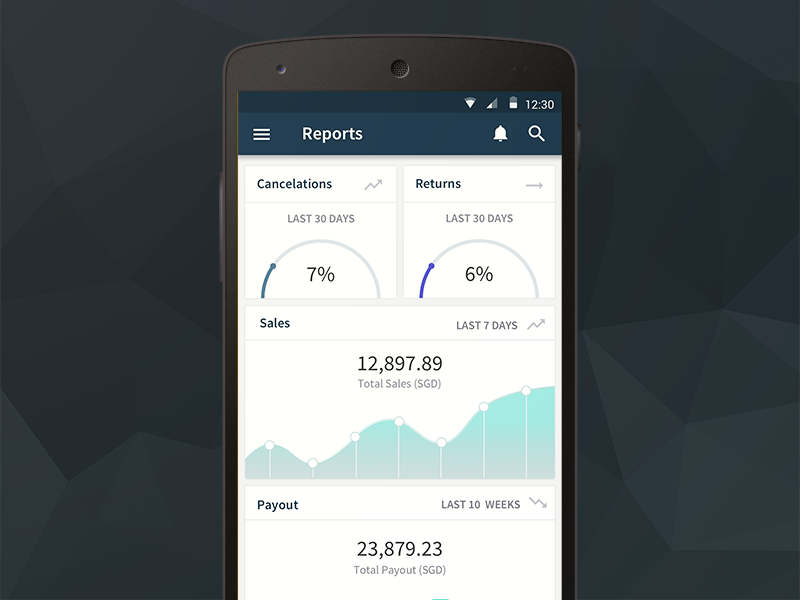 12:30
Reports
Cancelations
Returns
LAST 30 DAYS
LAST 30 DAYS
7%
6%
Sales
LAST 7 DAYS
12,897.89
Total Sales (SGD)
Payout
LAST 10 WEEKS
23,879.23
Total Payout (SGD)